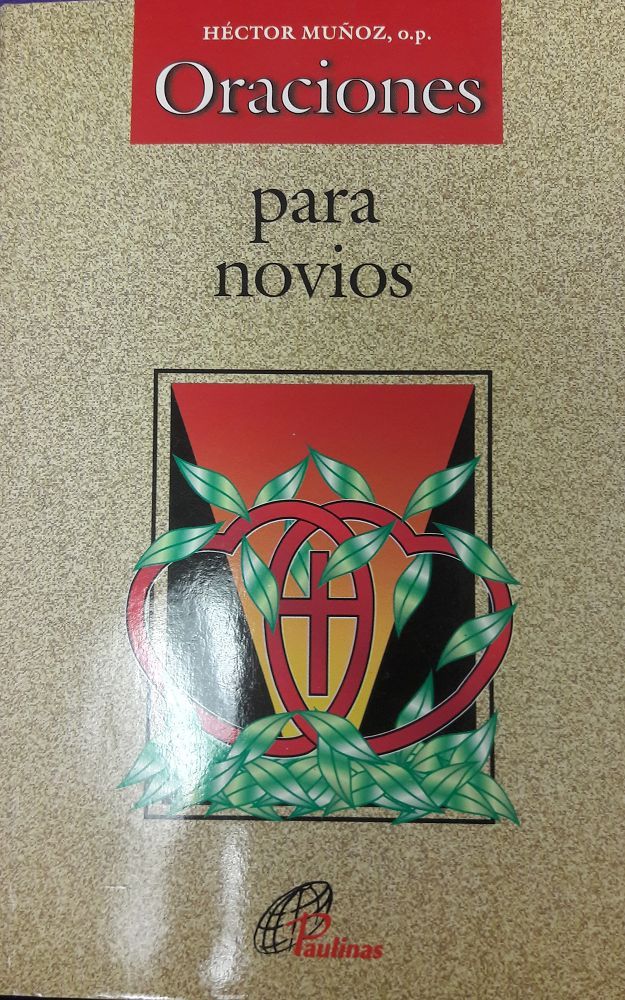 HÉCTOR MUÑOZ, o.p.
Oraciones
para
novios
Paulinas